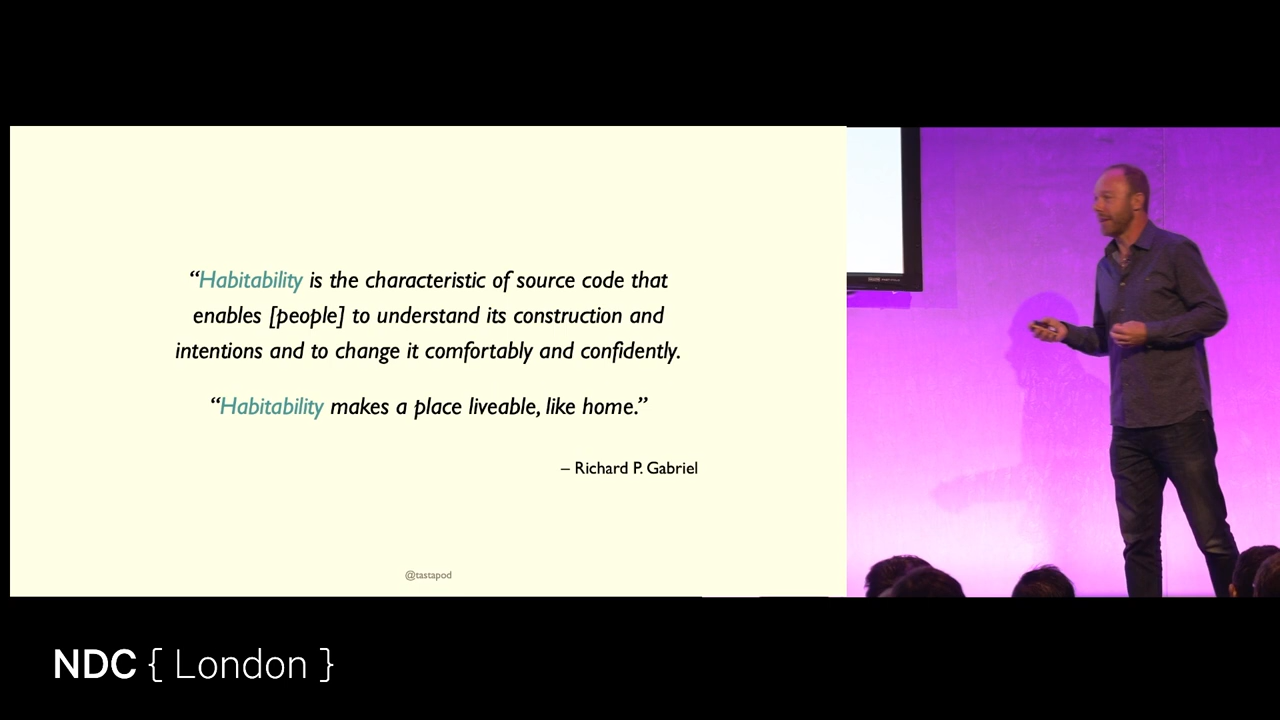 “Habitability is the characteristic of source code that
enables [people] to understand its construction and
intentions and to change it comfortably and confidently.
“Habitability makes a place liveable, like home.”
– Richard P. Gabriel
@tastapod
NDC { London }